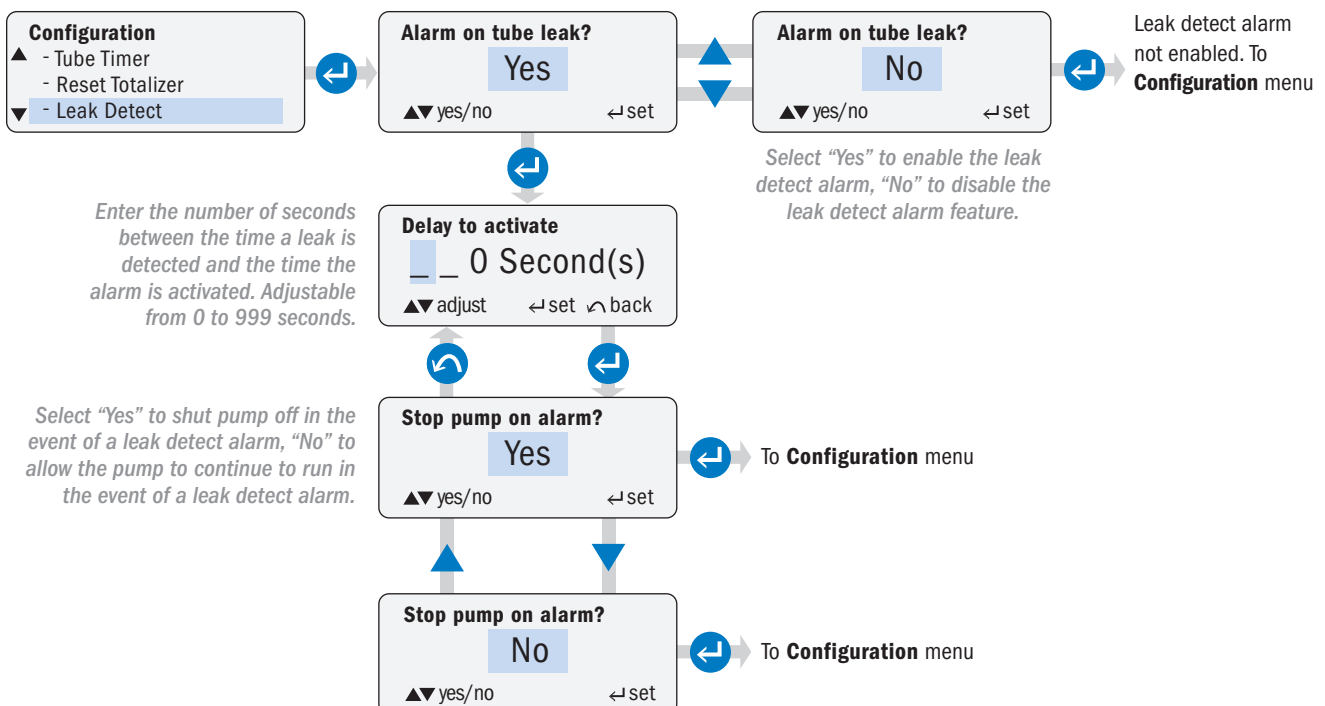 Configuration
- Tube Timer
- Reset Totalizer
- Leak Detect
Alarm on tube leak?
Yes
▲▼ yes/no ↵ set
Alarm on tube leak?
No
▲▼ yes/no ↵ set
Leak detect alarm
not enabled. To
Configuration menu
Select “Yes” to enable the leak
detect alarm, “No” to disable the
leak detect alarm feature.
Enter the number of seconds
between the time a leak is
detected and the time the
alarm is activated. Adjustable
from 0 to 999 seconds.
Delay to activate
_ _ 0 Second(s)
▲▼ adjust ↵ set ↶ back
Select “Yes” to shut pump off in the
event of a leak detect alarm, “No” to
allow the pump to continue to run in
the event of a leak detect alarm.
Stop pump on alarm?
Yes
▲▼ yes/no ↵ set
To Configuration menu
Stop pump on alarm?
No
▲▼ yes/no ↵ set
To Configuration menu